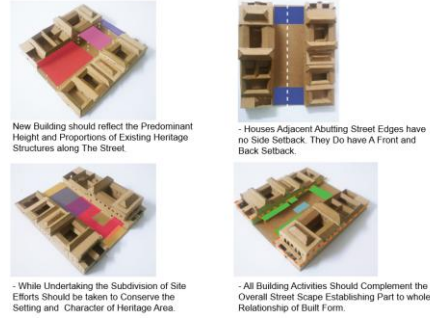 New Building should reflect the Predominant
Height and Proportions of Existing Heritage
Structures along The Street.
- Houses Adjacent Abutting Street Edges have
no Side Setback. They Do have A Front and
Back Setback.
- While Undertaking the Subdivision of Site
Efforts Should be taken to Conserve the
Setting and Character of Heritage Area.
- All Building Activities Should Complement the
Overall Street Scape Establishing Part to whole
Relationship of Built Form.